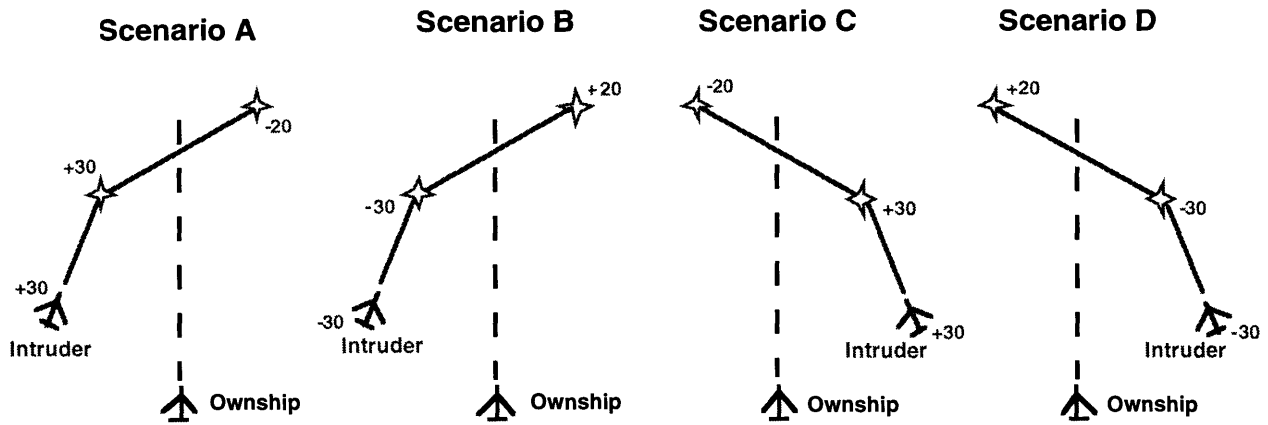 Scenario A
Scenario B
Scenario C
Scenario D
-20
+20
-20
+20
+30
-30
+30
-30
+30
-30
+30
-30
Intruder
Intruder
Intruder
Intruder
Ownship
Ownship
Ownship
Ownship